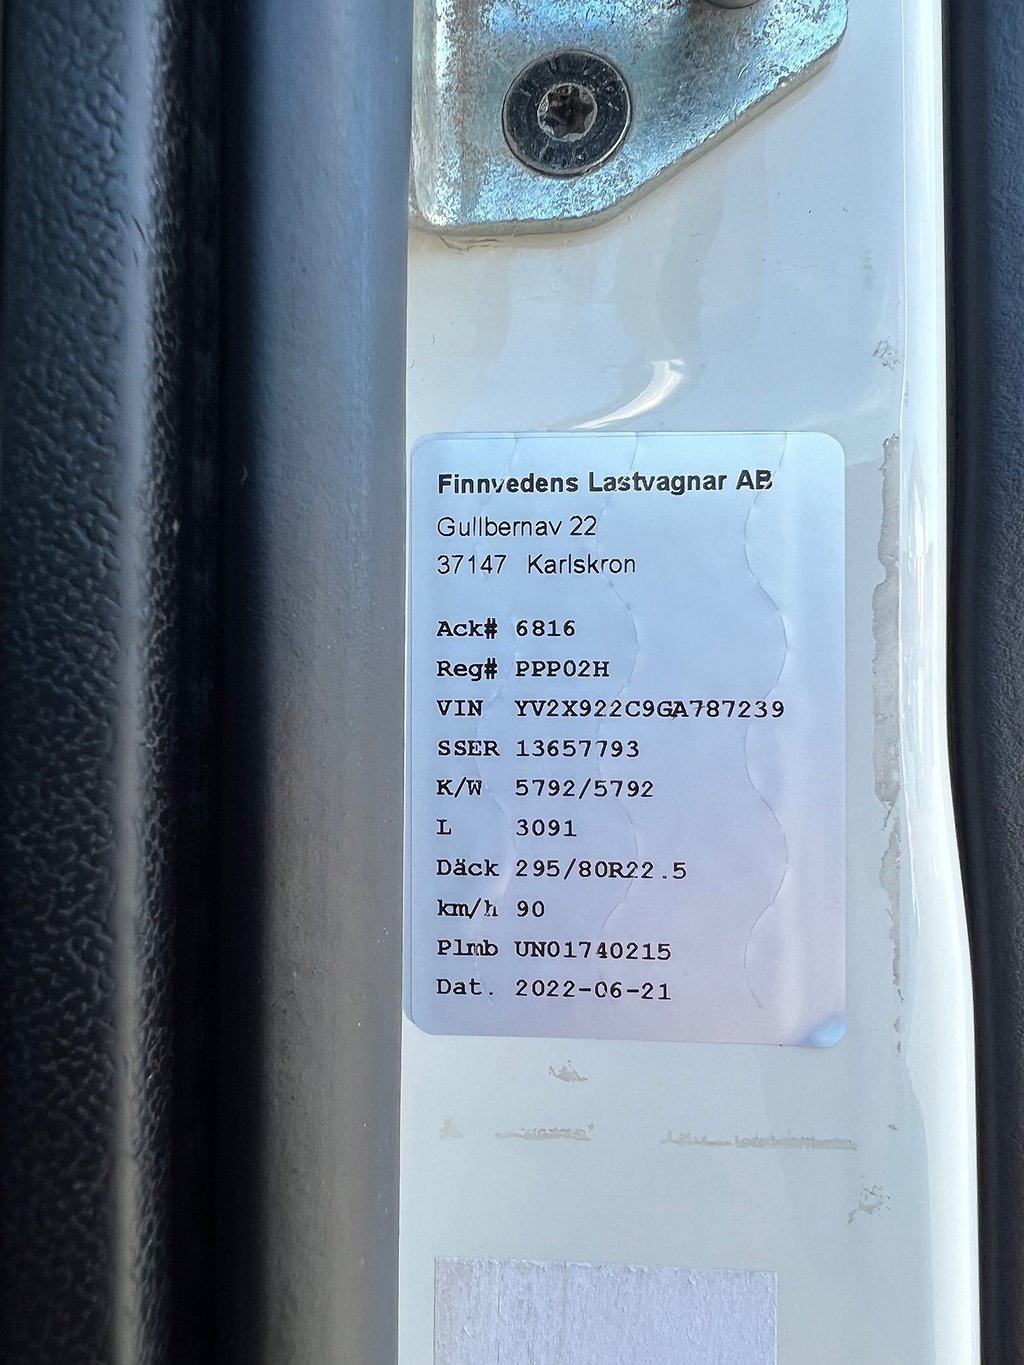 Finnvedens Lastvagnar AB
Gullbernav 22
37147 Karlskron
Ack# 6816
Reg# PPP02H
VIN YV2X922C9GA787239
SSER 13657793
K/W 5792/5792
L 3091
Däck 295/80R22.5
km/h 90
Plmb UN01740215
Dat. 2022-06-21